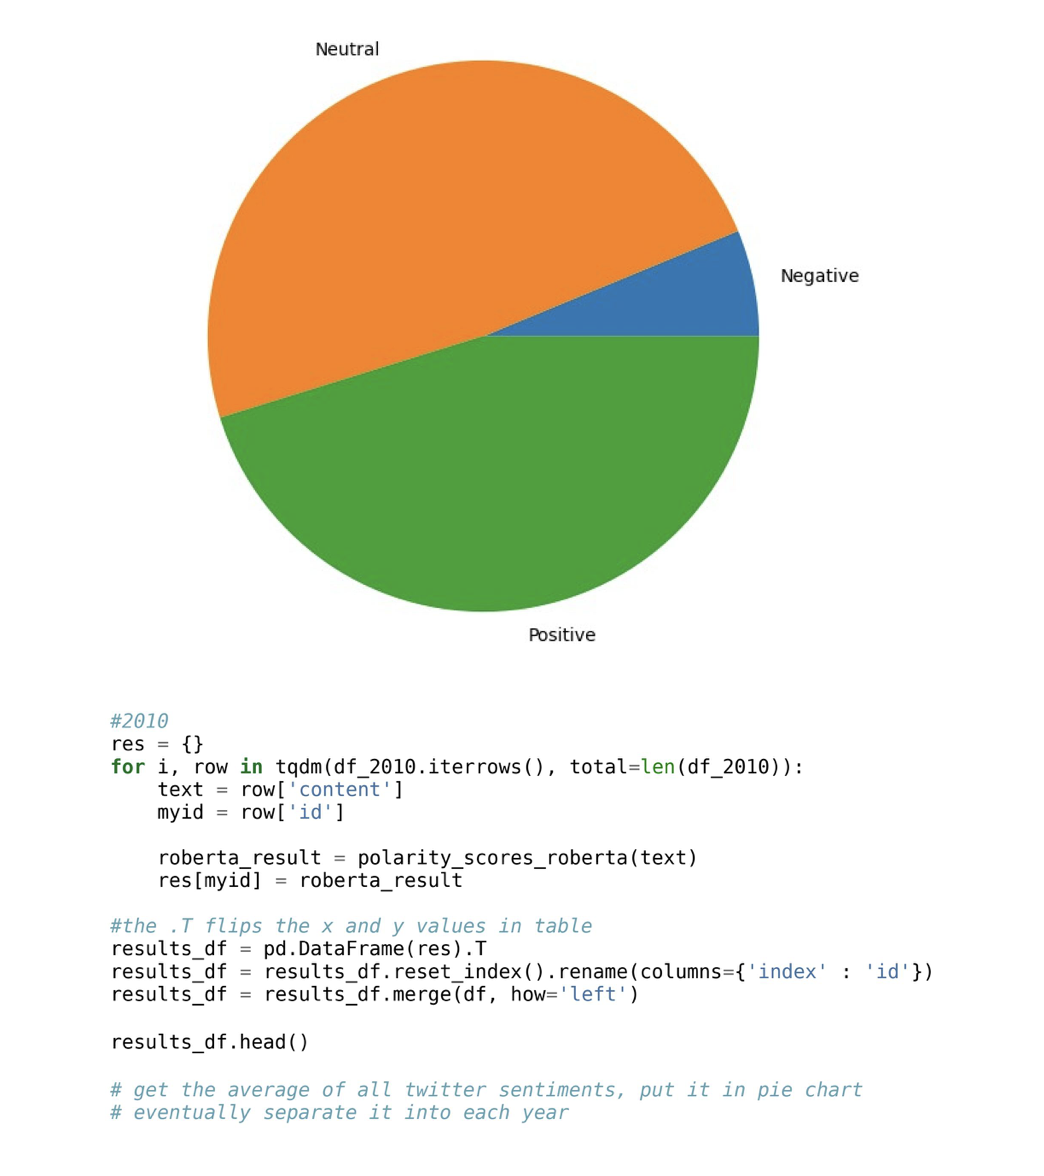 Neutral
Negative
Positive
#2010
res = {}
for i, row in tqdm(df_2010.iterrows(), total=len(df_2010)):
    text = row['content']
    myid = row['id']
    roberta_result = polarity_scores_roberta(text)
    res[myid] = roberta_result
#the .T flips the x and y values in table
results_df = pd.DataFrame(res).T
results_df = results_df.reset_index().rename(columns={'index' : 'id'})
results_df = results_df.merge(df, how='left')
results_df.head()
# get the average of all twitter sentiments, put it in pie chart
# eventually separate it into each year